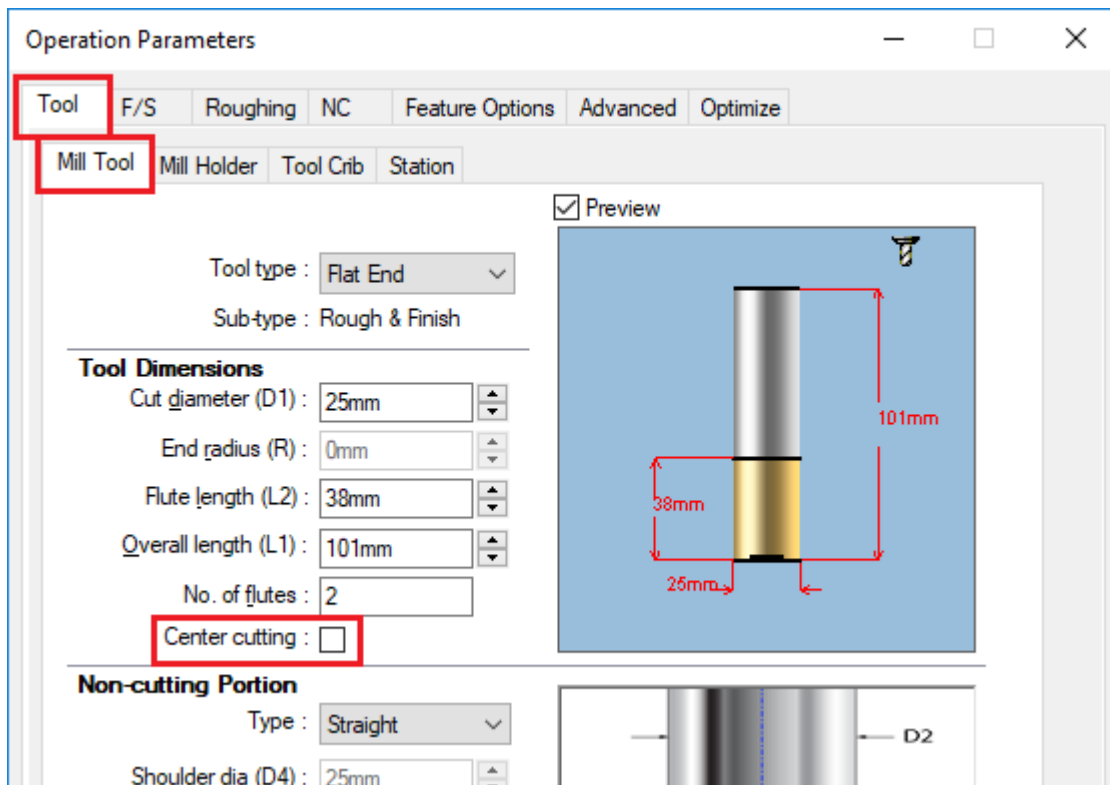 Operation Parameters
Tool F/S Roughing NC Feature Options Advanced Optimize
Mill Tool Mill Holder Tool Crib Station
Preview
Tool type : Flat End
Sub-type : Rough & Finish
Tool Dimensions
Cut diameter (D1) : 25mm
End radius (R) : 0mm
Flute length (L2) : 38mm
Overall length (L1) : 101mm
No. of flutes : 2
Center cutting :
101mm
38mm
25mm
Non-cutting Portion
Type : Straight
Shoulder dia (D4) : 25mm
D2